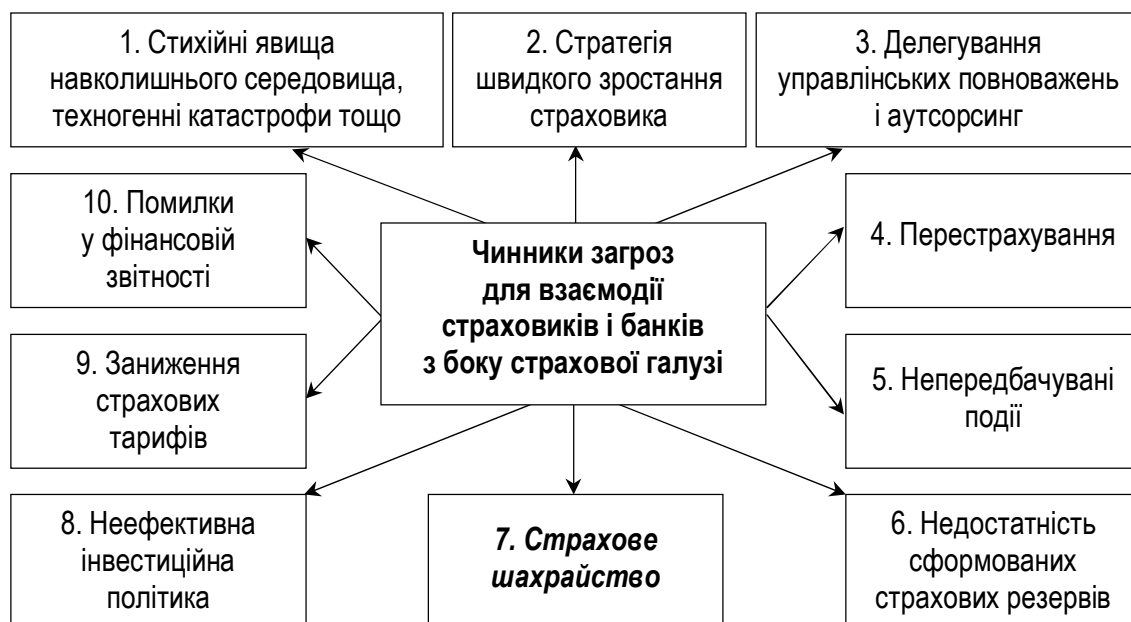 1. Стихійні явища
навколишнього середовища,
техногенні катастрофи тощо
2. Стратегія
швидкого зростання
страховика
3. Делегування
управлінських повноважень
і аутсорсинг
10. Помилки
у фінансовій
звітності
Чинники загроз
для взаємодії
страховиків і банків
з боку страхової галузі
4. Перестрахування
9. Заниження
страхових
тарифів
5. Непередбачувані
події
8. Неефективна
інвестиційна
політика
7. Страхове
шахрайство
6. Недостатність
сформованих
страхових резервів